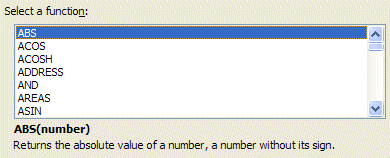 Select a function:
ABS
ACOS
ACOSH
ADDRESS
AND
AREAS
ASIN
ABS(number)
Returns the absolute value of a number, a number without its sign.